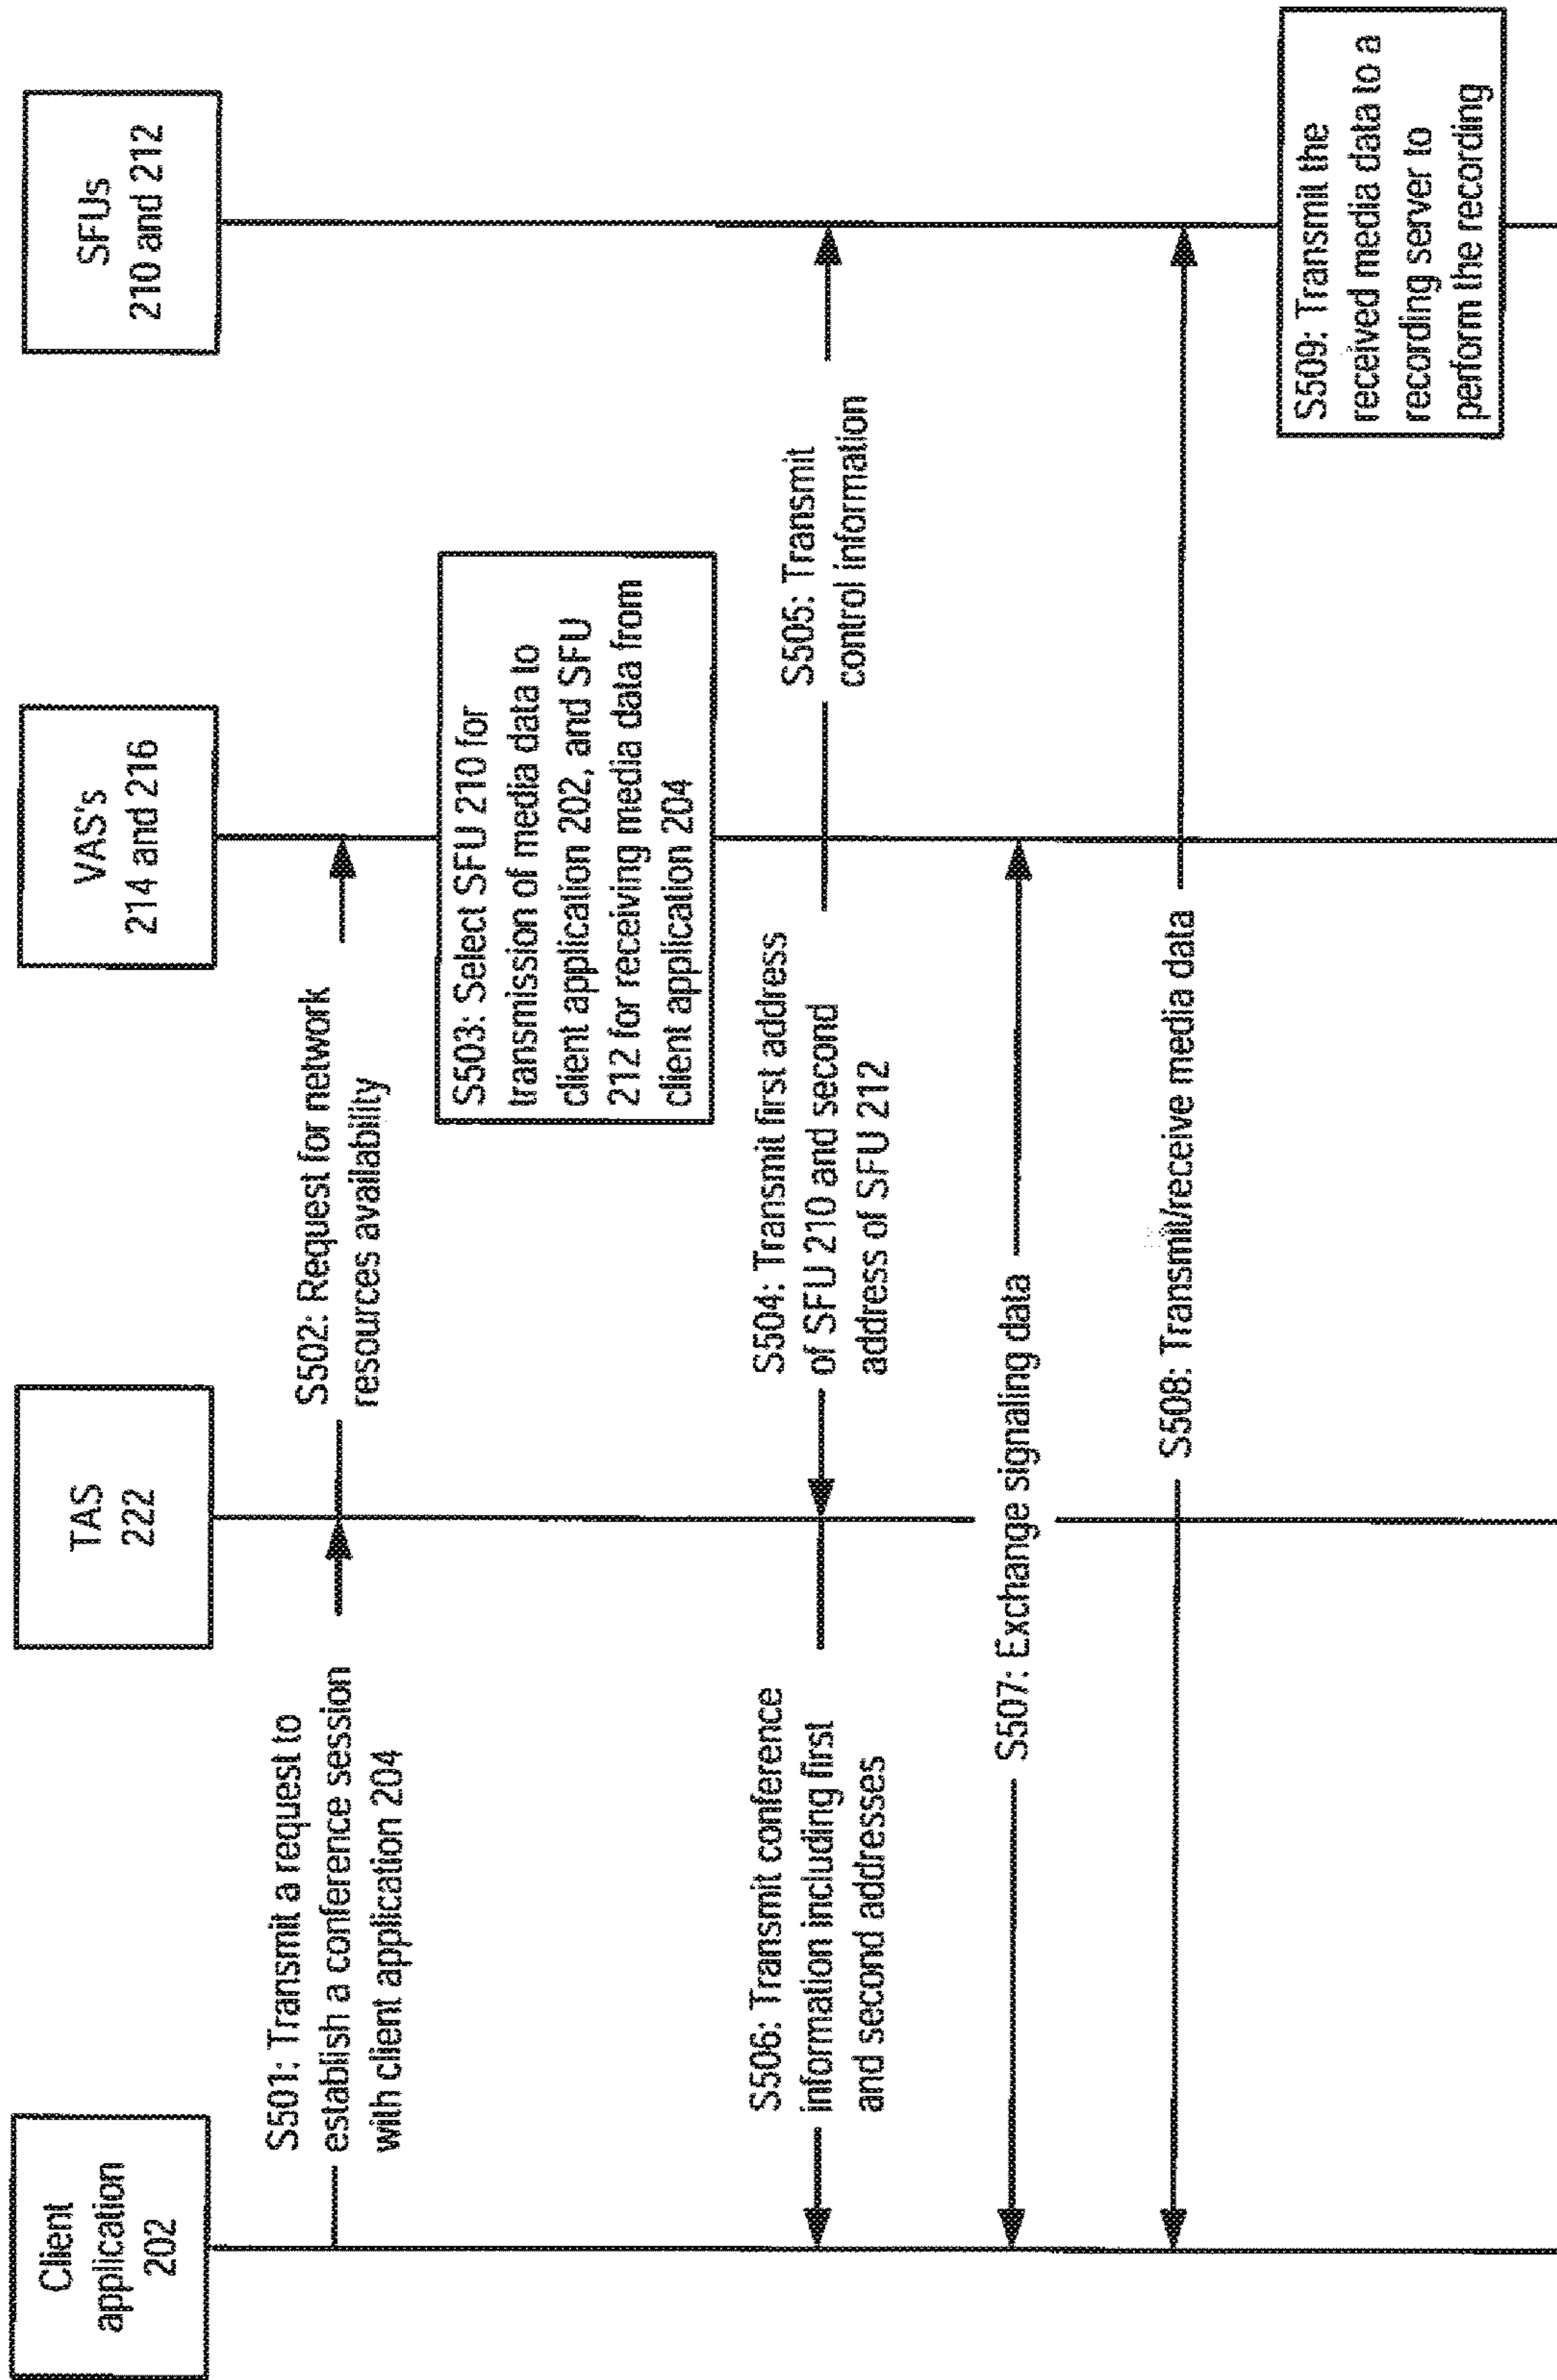 Client
application
202
TAS
222
VAS's
214 and 216
SFUs
210 and 212
S501: Transmit a request to
establish a conference session
with client application 204
S502: Request for network
resources availability
S503: Select SFU 210 for
transmission of media data to
client application 202, and SFU
212 for receiving media data from
client application 204
S504: Transmit first address
of SFU 210 and second
address of SFU 212
S505: Transmit
control information
S506: Transmit conference
information including first
and second addresses
S507: Exchange signaling data
S508: Transmit/receive media data
S509: Transmit the
received media data to a
recording server to
perform the recording